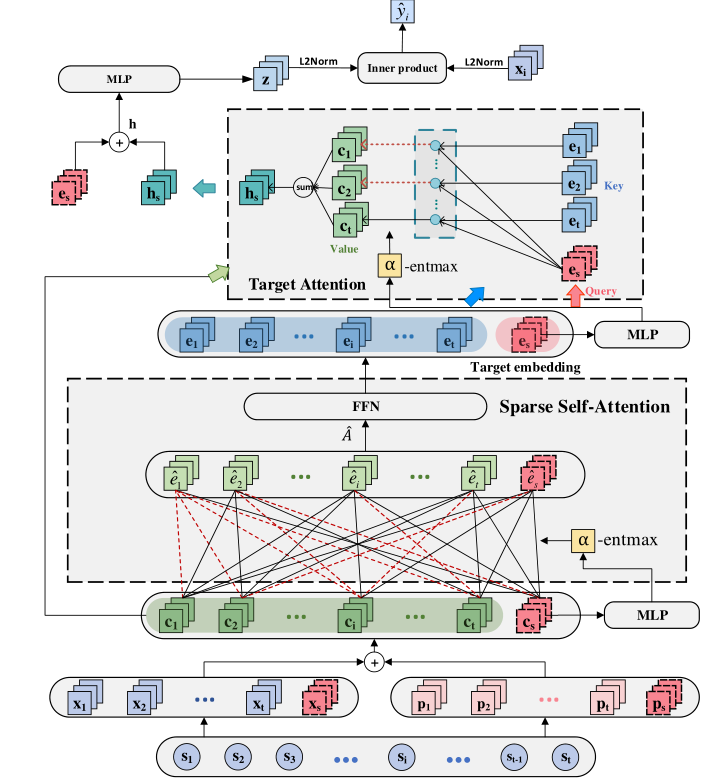 ŷᵢ
MLP
z
L2Norm
Inner product
L2Norm
xᵢ
h
+
eₛ
hₛ
hₛ
sum
c₁
c₂
cₜ
Value
e₁
e₂
eₜ
Key
α -entmax
eₛ
Query
Target Attention
e₁ e₂ ••• eᵢ ••• eₜ eₛ
MLP
Target embedding
FFN
Sparse Self-Attention
Â
ê₁ ê₂ ••• êᵢ ••• êₜ êₛ
α -entmax
c₁ c₂ ••• cᵢ ••• cₜ cₛ
MLP
+
x₁ x₂ ••• xₜ xₛ
p₁ p₂ ••• pₜ pₛ
s₁ s₂ s₃ ••• sᵢ ••• sₜ₋₁ sₜ